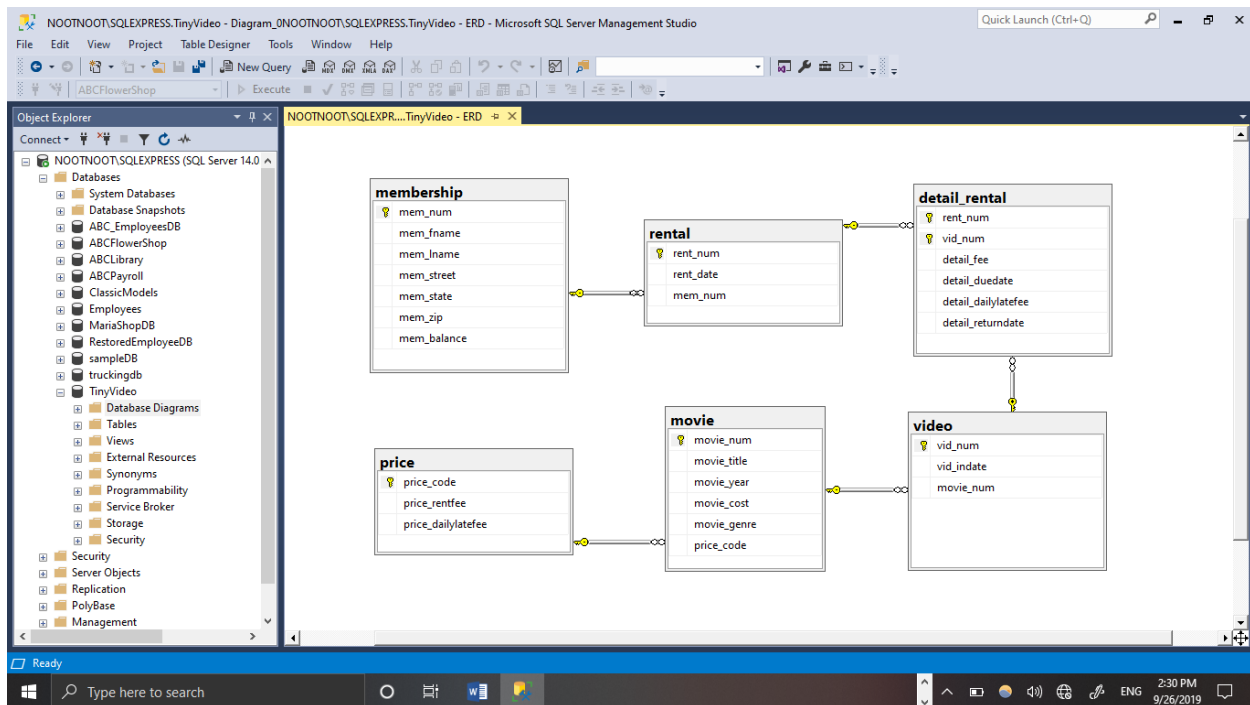 NOOTNOOT\SQLEXPRESS.TinyVideo - Diagram_0NOOTNOOT\SQLEXPRESS.TinyVideo - ERD - Microsoft SQL Server Management Studio
Quick Launch (Ctrl+Q)
File Edit View Project Table Designer Tools Window Help
New Query
MDX DMX XMLA DAX
ABCFlowerShop
Execute
Object Explorer
NOOTNOOT\SQLEXPR....TinyVideo - ERD
Connect
NOOTNOOT\SQLEXPRESS (SQL Server 14.0
Databases
System Databases
Database Snapshots
ABC_EmployeesDB
ABCFlowerShop
ABCLibrary
ABCPayroll
ClassicModels
Employees
MariaShopDB
RestoredEmployeeDB
sampleDB
truckingdb
TinyVideo
Database Diagrams
Tables
Views
External Resources
Synonyms
Programmability
Service Broker
Storage
Security
Security
Server Objects
Replication
PolyBase
Management
membership
mem_num
mem_fname
mem_lname
mem_street
mem_state
mem_zip
mem_balance
rental
rent_num
rent_date
mem_num
detail_rental
rent_num
vid_num
detail_fee
detail_duedate
detail_dailylatefee
detail_returndate
price
price_code
price_rentfee
price_dailylatefee
movie
movie_num
movie_title
movie_year
movie_cost
movie_genre
price_code
video
vid_num
vid_indate
movie_num
Ready
Type here to search
ENG
2:30 PM
9/26/2019